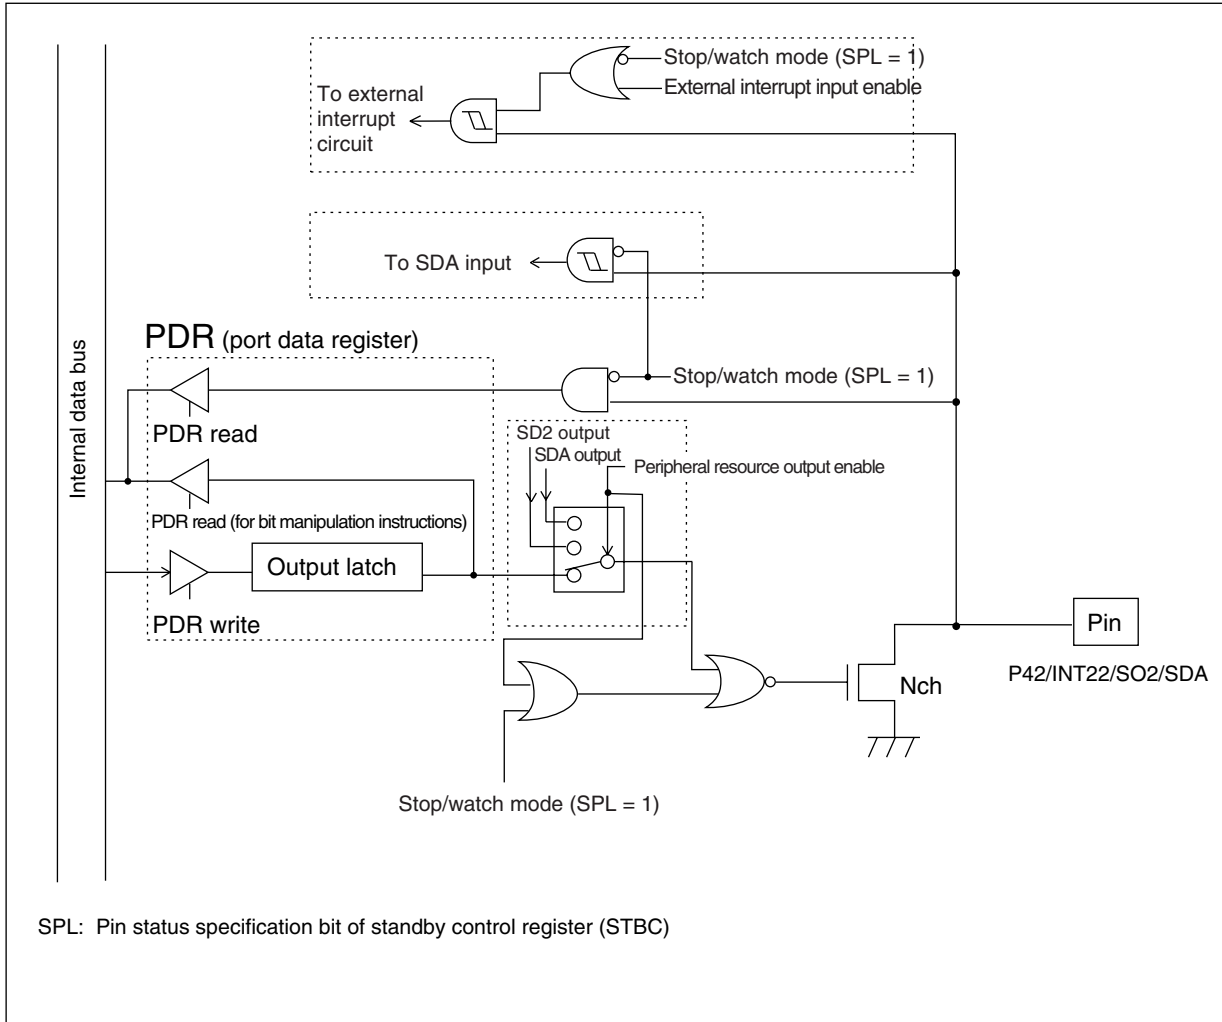 Stop/watch mode (SPL = 1)
External interrupt input enable
To external
interrupt
circuit
To SDA input
PDR (port data register)
Stop/watch mode (SPL = 1)
PDR read
SD2 output
SDA output
Peripheral resource output enable
Internal data bus
PDR read (for bit manipulation instructions)
Output latch
PDR write
Pin
P42/INT22/SO2/SDA
Nch
Stop/watch mode (SPL = 1)
SPL: Pin status specification bit of standby control register (STBC)